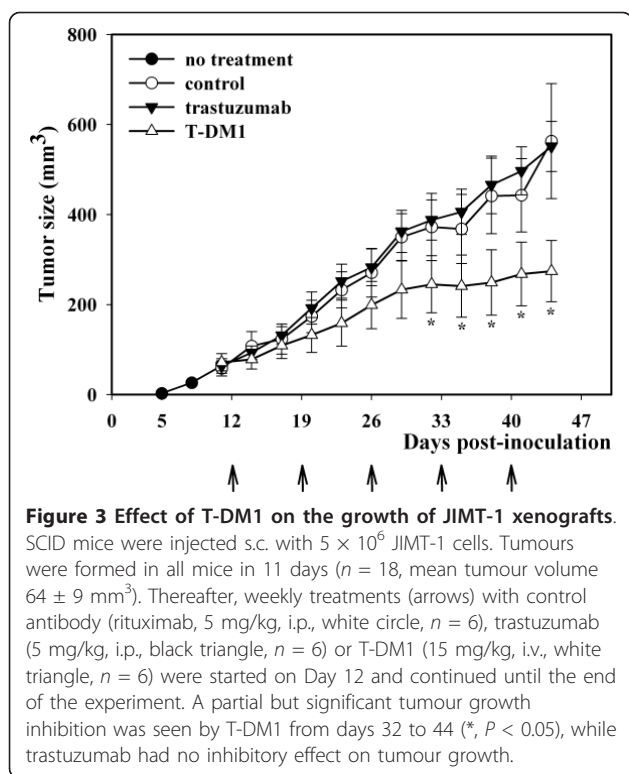 800
600
400
200
0
Tumor size (mm³)
no treatment
control
trastuzumab
T-DM1
* * * * *
0 5 12 19 26 33 40 47
Days post-inoculation
Figure 3 Effect of T-DM1 on the growth of JIMT-1 xenografts.
SCID mice were injected s.c. with 5 × 10⁶ JIMT-1 cells. Tumours
were formed in all mice in 11 days (n = 18, mean tumour volume
64 ± 9 mm³). Thereafter, weekly treatments (arrows) with control
antibody (rituximab, 5 mg/kg, i.p., white circle, n = 6), trastuzumab
(5 mg/kg, i.p., black triangle, n = 6) or T-DM1 (15 mg/kg, i.v., white
triangle, n = 6) were started on Day 12 and continued until the end
of the experiment. A partial but significant tumour growth
inhibition was seen by T-DM1 from days 32 to 44 (*, P < 0.05), while
trastuzumab had no inhibitory effect on tumour growth.